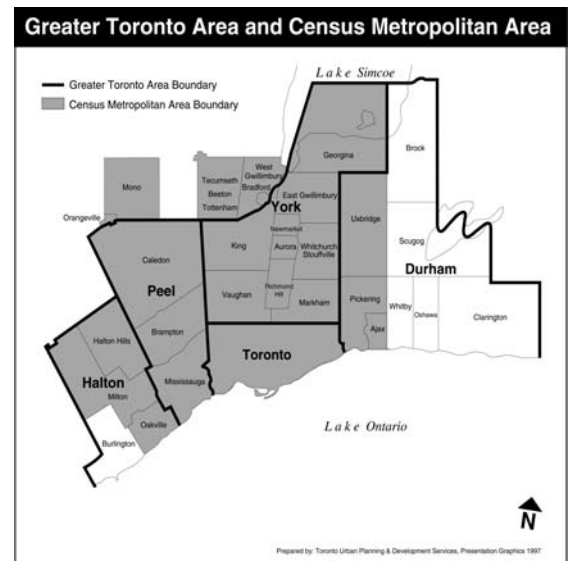 Greater Toronto Area and Census Metropolitan Area
Lake Simcoe
Greater Toronto Area Boundary
Census Metropolitan Area Boundary
Georgina
Brock
Mono
Tecumseth
Beeton
Tottenham
West
Gwillimbury
Bradford
East Gwillimbury
York
Orangeville
Newmarket
Uxbridge
Scugog
King
Aurora
Whitchurch
Stouffville
Durham
Caledon
Peel
Vaughan
Richmond
Hill
Markham
Pickering
Ajax
Whitby
Oshawa
Clarington
Brampton
Toronto
Halton Hills
Halton
Milton
Mississauga
Oakville
Burlington
Lake Ontario
N
Prepared by: Toronto Urban Planning & Development Services, Presentation Graphics 1997